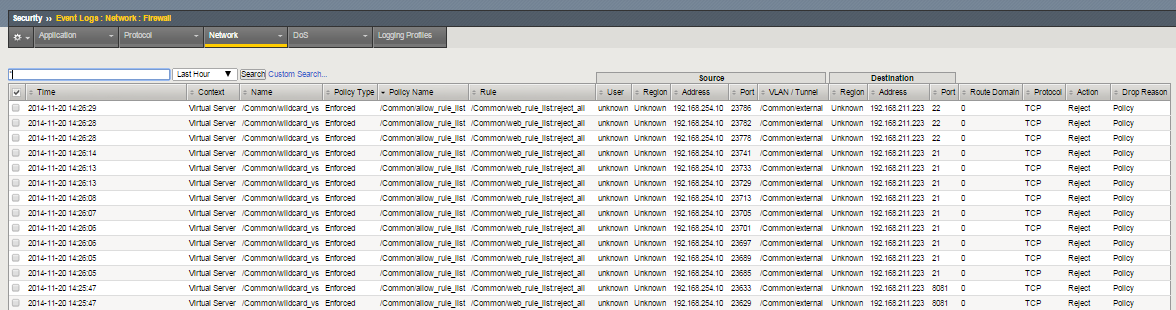 Security ›› Event Logs : Network : Firewall
Application Protocol Network DoS Logging Profiles
* Last Hour Search Custom Search...
Source Destination
Time Context Name Policy Type Policy Name Rule User Region Address Port VLAN / Tunnel Region Address Port Route Domain Protocol Action Drop Reason
2014-11-20 14:26:29 Virtual Server /Common/wildcard_vs Enforced /Common/allow_rule_list /Common/web_rule_list:reject_all unknown Unknown 192.168.254.10 23786 /Common/external Unknown 192.168.211.223 22 0 TCP Reject Policy
2014-11-20 14:26:28 Virtual Server /Common/wildcard_vs Enforced /Common/allow_rule_list /Common/web_rule_list:reject_all unknown Unknown 192.168.254.10 23782 /Common/external Unknown 192.168.211.223 22 0 TCP Reject Policy
2014-11-20 14:26:28 Virtual Server /Common/wildcard_vs Enforced /Common/allow_rule_list /Common/web_rule_list:reject_all unknown Unknown 192.168.254.10 23778 /Common/external Unknown 192.168.211.223 22 0 TCP Reject Policy
2014-11-20 14:26:14 Virtual Server /Common/wildcard_vs Enforced /Common/allow_rule_list /Common/web_rule_list:reject_all unknown Unknown 192.168.254.10 23741 /Common/external Unknown 192.168.211.223 21 0 TCP Reject Policy
2014-11-20 14:26:13 Virtual Server /Common/wildcard_vs Enforced /Common/allow_rule_list /Common/web_rule_list:reject_all unknown Unknown 192.168.254.10 23733 /Common/external Unknown 192.168.211.223 21 0 TCP Reject Policy
2014-11-20 14:26:13 Virtual Server /Common/wildcard_vs Enforced /Common/allow_rule_list /Common/web_rule_list:reject_all unknown Unknown 192.168.254.10 23729 /Common/external Unknown 192.168.211.223 21 0 TCP Reject Policy
2014-11-20 14:26:08 Virtual Server /Common/wildcard_vs Enforced /Common/allow_rule_list /Common/web_rule_list:reject_all unknown Unknown 192.168.254.10 23713 /Common/external Unknown 192.168.211.223 21 0 TCP Reject Policy
2014-11-20 14:26:07 Virtual Server /Common/wildcard_vs Enforced /Common/allow_rule_list /Common/web_rule_list:reject_all unknown Unknown 192.168.254.10 23705 /Common/external Unknown 192.168.211.223 21 0 TCP Reject Policy
2014-11-20 14:26:06 Virtual Server /Common/wildcard_vs Enforced /Common/allow_rule_list /Common/web_rule_list:reject_all unknown Unknown 192.168.254.10 23701 /Common/external Unknown 192.168.211.223 21 0 TCP Reject Policy
2014-11-20 14:26:06 Virtual Server /Common/wildcard_vs Enforced /Common/allow_rule_list /Common/web_rule_list:reject_all unknown Unknown 192.168.254.10 23697 /Common/external Unknown 192.168.211.223 21 0 TCP Reject Policy
2014-11-20 14:26:05 Virtual Server /Common/wildcard_vs Enforced /Common/allow_rule_list /Common/web_rule_list:reject_all unknown Unknown 192.168.254.10 23689 /Common/external Unknown 192.168.211.223 21 0 TCP Reject Policy
2014-11-20 14:26:05 Virtual Server /Common/wildcard_vs Enforced /Common/allow_rule_list /Common/web_rule_list:reject_all unknown Unknown 192.168.254.10 23685 /Common/external Unknown 192.168.211.223 21 0 TCP Reject Policy
2014-11-20 14:25:47 Virtual Server /Common/wildcard_vs Enforced /Common/allow_rule_list /Common/web_rule_list:reject_all unknown Unknown 192.168.254.10 23633 /Common/external Unknown 192.168.211.223 8081 0 TCP Reject Policy
2014-11-20 14:25:47 Virtual Server /Common/wildcard_vs Enforced /Common/allow_rule_list /Common/web_rule_list:reject_all unknown Unknown 192.168.254.10 23629 /Common/external Unknown 192.168.211.223 8081 0 TCP Reject Policy